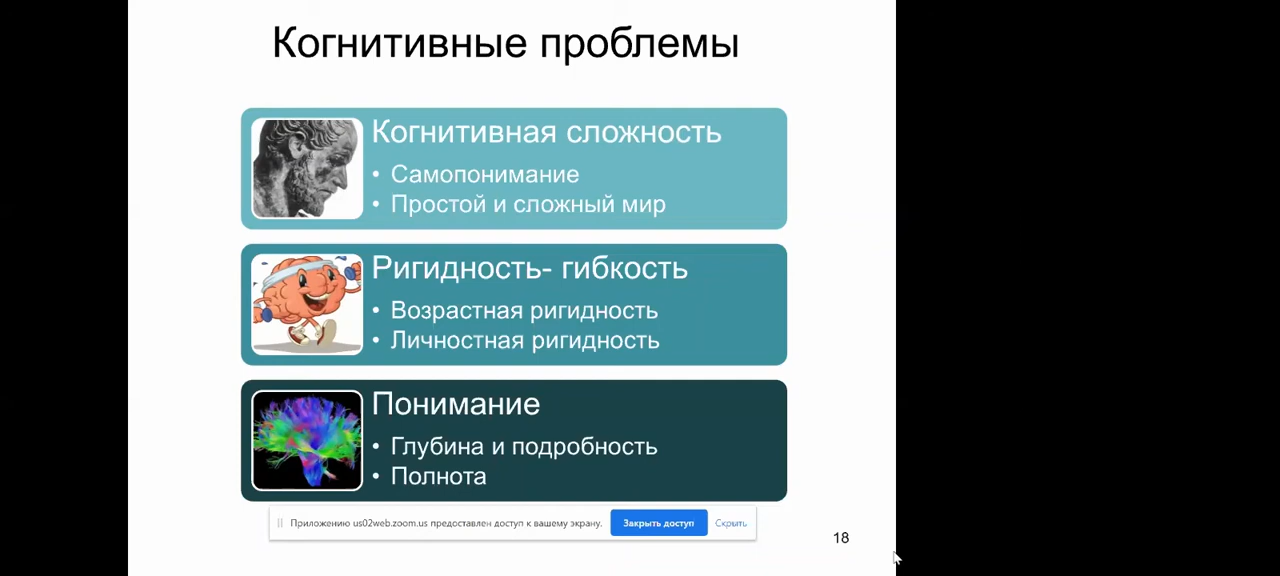 Когнитивные проблемы
Когнитивная сложность
• Самопонимание
• Простой и сложный мир
Ригидность- гибкость
• Возрастная ригидность
• Личностная ригидность
Понимание
• Глубина и подробность
• Полнота
Приложению us02web.zoom.us предоставлен доступ к вашему экрану. Закрыть доступ Скрыть
18